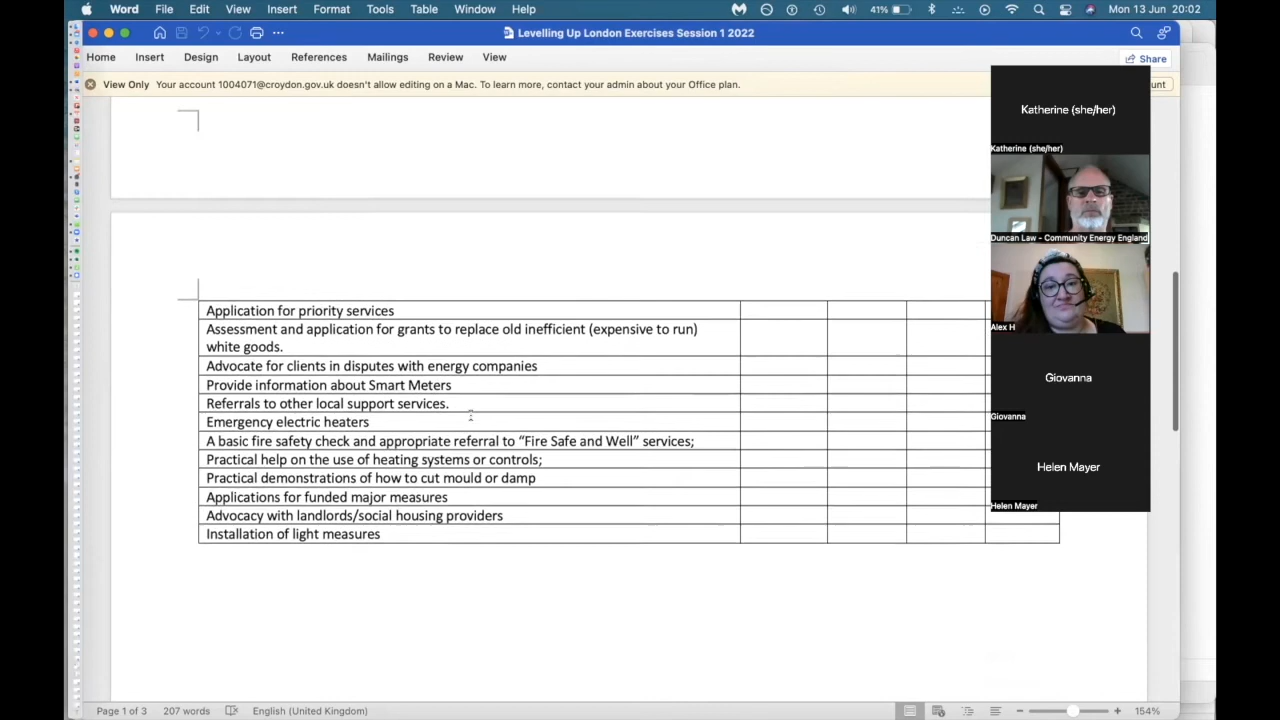 Word File Edit View Insert Format Tools Table Window Help 41% Mon 13 Jun 20:02
Levelling Up London Exercises Session 1 2022
Home Insert Design Layout References Mailings Review View Share
View Only Your account 1004071@croydon.gov.uk doesn't allow editing on a Mac. To learn more, contact your admin about your Office plan.
Katherine (she/her)
Katherine (she/her)
Duncan Law - Community Energy England
Alex H
Giovanna
Giovanna
Helen Mayer
Helen Mayer
Application for priority services
Assessment and application for grants to replace old inefficient (expensive to run)
white goods.
Advocate for clients in disputes with energy companies
Provide information about Smart Meters
Referrals to other local support services.
Emergency electric heaters
A basic fire safety check and appropriate referral to “Fire Safe and Well” services;
Practical help on the use of heating systems or controls;
Practical demonstrations of how to cut mould or damp
Applications for funded major measures
Advocacy with landlords/social housing providers
Installation of light measures
Page 1 of 3 207 words English (United Kingdom) 154%